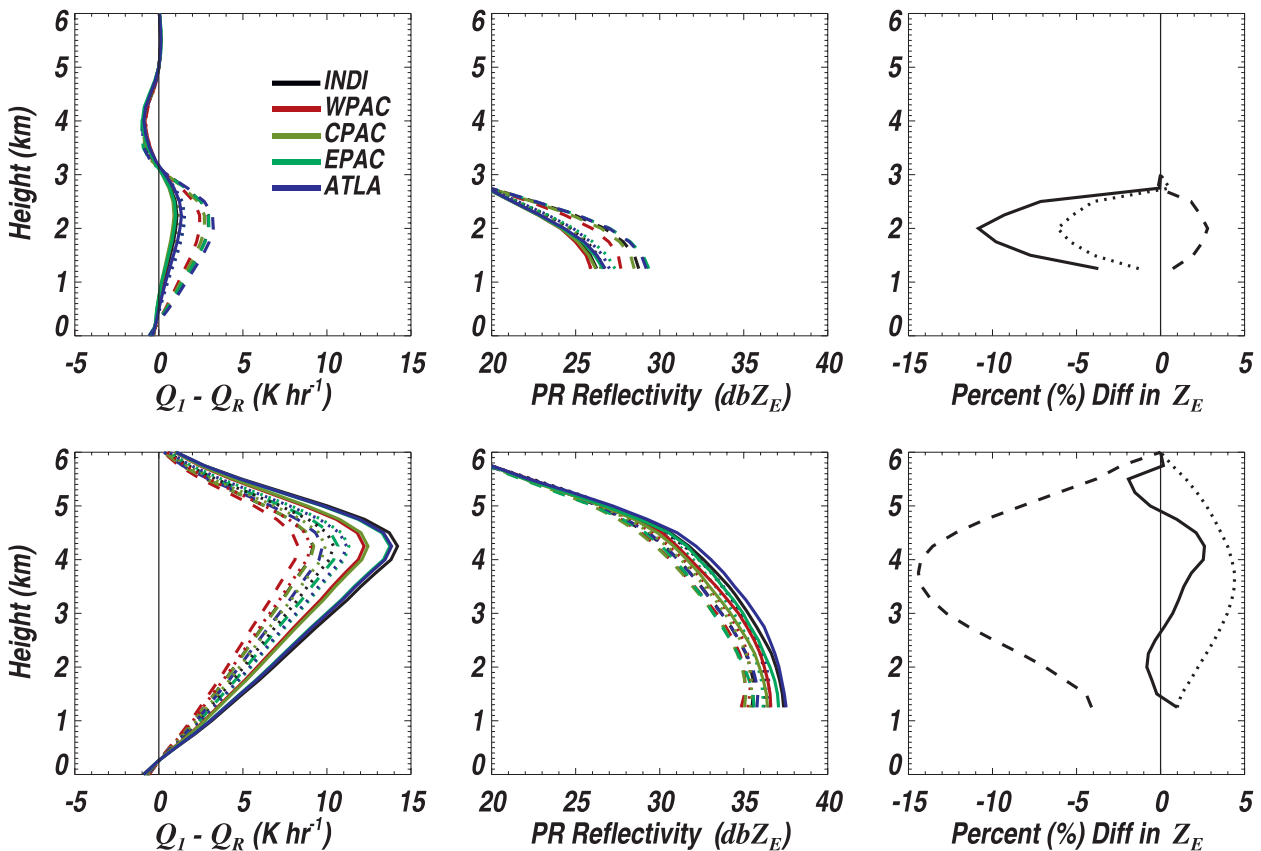 6
5
4
3
2
1
0
Height (km)
-5 0 5 10 15
Q1 - QR (K hr-1)
INDI
WPAC
CPAC
EPAC
ATLA
6
5
4
3
2
1
0
20 25 30 35 40
PR Reflectivity (dbZE)
6
5
4
3
2
1
0
-15 -10 -5 0 5
Percent (%) Diff in ZE
6
5
4
3
2
1
0
Height (km)
-5 0 5 10 15
Q1 - QR (K hr-1)
6
5
4
3
2
1
0
20 25 30 35 40
PR Reflectivity (dbZE)
6
5
4
3
2
1
0
-15 -10 -5 0 5
Percent (%) Diff in ZE